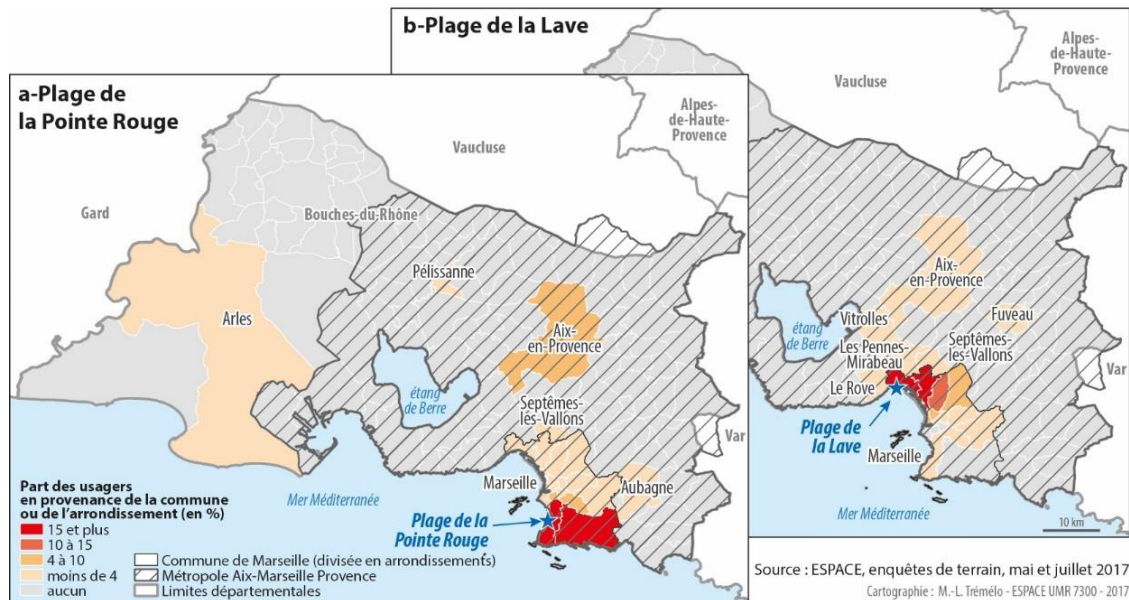 b-Plage de la Lave
Vaucluse
Alpes-
de-Haute-
Provence
Aix-
en-Provence
étang
de Berre
Vitrolles
Fuveau
Septèmes-
les-Vallons
Les Pennes-
Mirabeau
Le Rove
Var
Plage de
la Lave
Marseille
Mer Méditerranée
10 km
a-Plage de
la Pointe Rouge
Alpes-
de-Haute-
Provence
Vaucluse
Gard
Bouches-du-Rhône
Pélissanne
Arles
Aix-
en-Provence
étang
de Berre
Septèmes-
les-Vallons
Var
Marseille
Aubagne
Mer Méditerranée
Plage de la
Pointe Rouge
Part des usagers
en provenance de la commune
ou de l'arrondissement (en %)
15 et plus
10 à 15
4 à 10
moins de 4
aucun
Commune de Marseille (divisée en arrondissements)
Métropole Aix-Marseille Provence
Limites départementales
Source : ESPACE, enquêtes de terrain, mai et juillet 2017
Cartographie : M.-L. Trémélo - ESPACE UMR 7300 - 2017